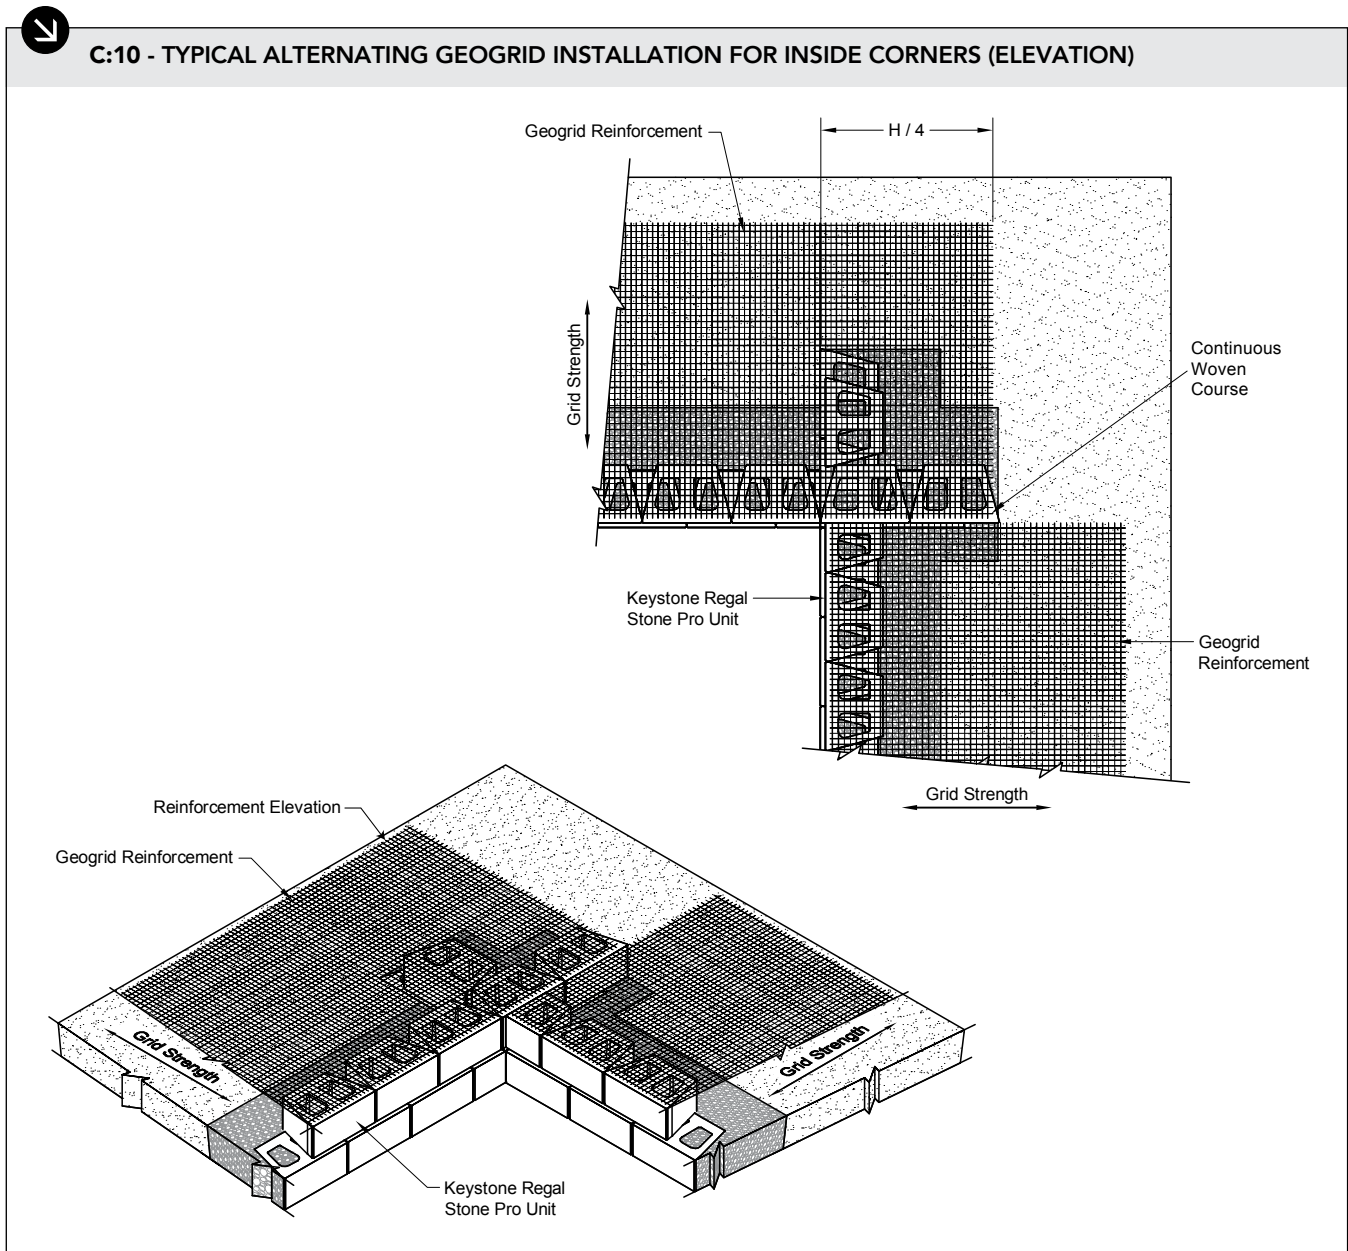 C:10 - TYPICAL ALTERNATING GEOGRID INSTALLATION FOR INSIDE CORNERS (ELEVATION)
Geogrid Reinforcement
H / 4
Grid Strength
Continuous
Woven
Course
Keystone Regal
Stone Pro Unit
Geogrid
Reinforcement
Grid Strength
Reinforcement Elevation
Geogrid Reinforcement
Grid Strength
Grid Strength
Keystone Regal
Stone Pro Unit